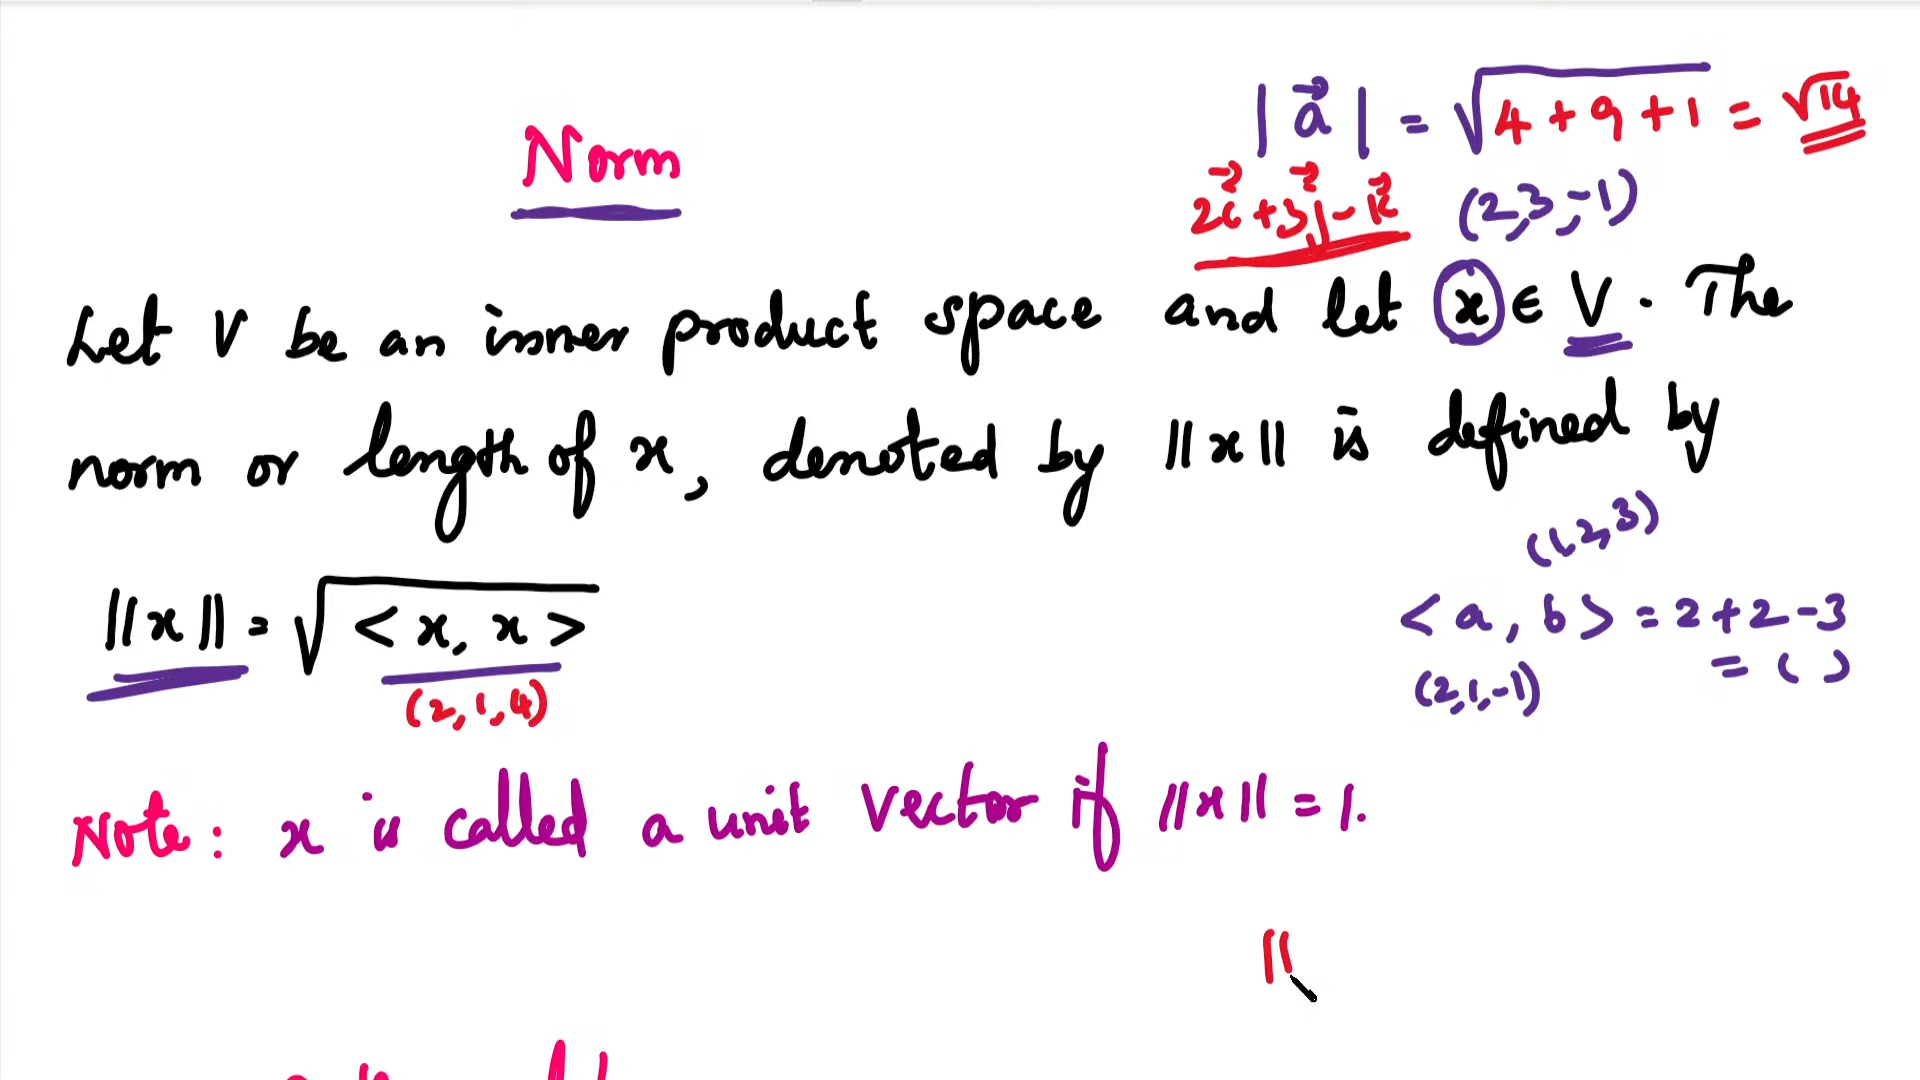 |a⃗| = √4+9+1 = √14
Norm
2i⃗+3j⃗-k⃗ (2,3,-1)
Let V be an inner product space and let x ∈ V. The
norm or length of x, denoted by ||x|| is defined by
(1,2,3)
||x|| = √<x, x>
<a, b> = 2+2-3
(2,1,4)
(2,1,-1)
= ( )
Note: x is called a unit vector if ||x|| = 1.
||